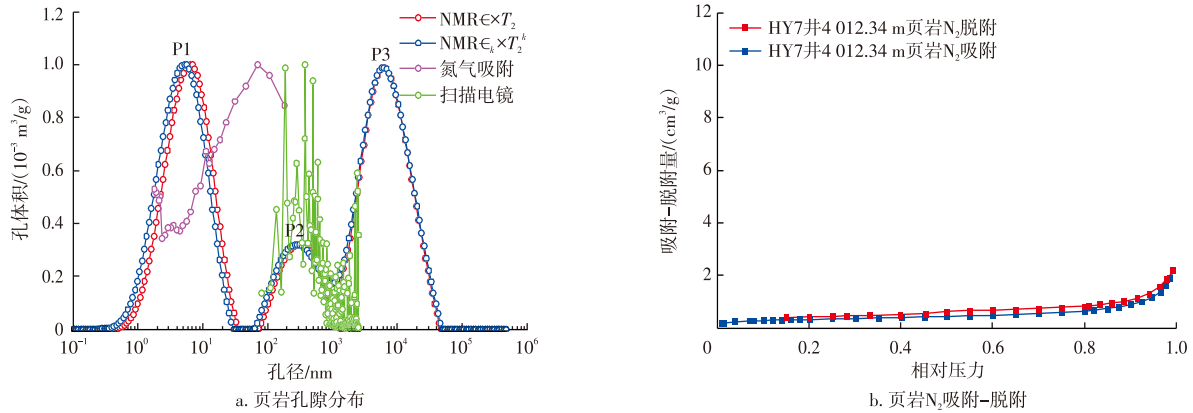 1.2
1.0
0.8
0.6
0.4
0.2
0
孔体积/(10⁻³ m³/g)
P1
P2
P3
NMR∈×T₂
NMR∈ₖ×T₂ᵏ
氮气吸附
扫描电镜
10⁻¹ 10⁰ 10¹ 10² 10³ 10⁴ 10⁵ 10⁶
孔径/nm
a. 页岩孔隙分布
12
10
8
6
4
2
吸附-脱附量/(cm³/g)
HY7井4 012.34 m页岩N₂脱附
HY7井4 012.34 m页岩N₂吸附
0 0.2 0.4 0.6 0.8 1.0
相对压力
b. 页岩N₂吸附-脱附